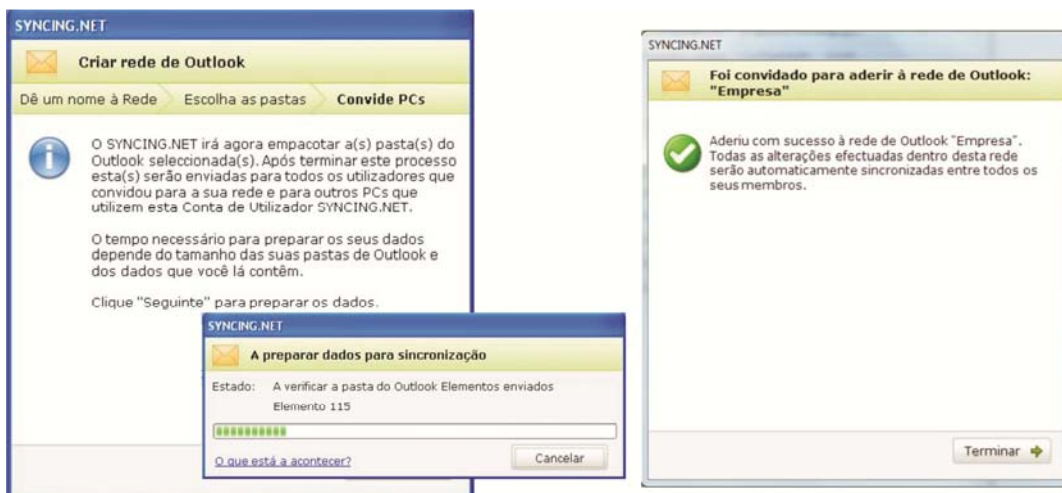 SYNCING.NET
Criar rede de Outlook
Dê um nome à Rede Escolha as pastas Convide PCs
O SYNCING.NET irá agora empacotar a(s) pasta(s) do
Outlook seleccionada(s). Após terminar este processo
esta(s) serão enviadas para todos os utilizadores que
convidou para a sua rede e para outros PCs que
utilizem esta Conta de Utilizador SYNCING.NET.
O tempo necessário para preparar os seus dados
depende do tamanho das suas pastas de Outlook e
dos dados que você lá contêm.
Clique "Seguinte" para preparar os dados.
SYNCING.NET
A preparar dados para sincronização
Estado: A verificar a pasta do Outlook Elementos enviados
Elemento 115
O que está a acontecer?
Cancelar
SYNCING.NET
Foi convidado para aderir à rede de Outlook:
"Empresa"
Aderiu com sucesso à rede de Outlook "Empresa".
Todas as alterações efectuadas dentro desta rede
serão automaticamente sincronizadas entre todos os
seus membros.
Terminar